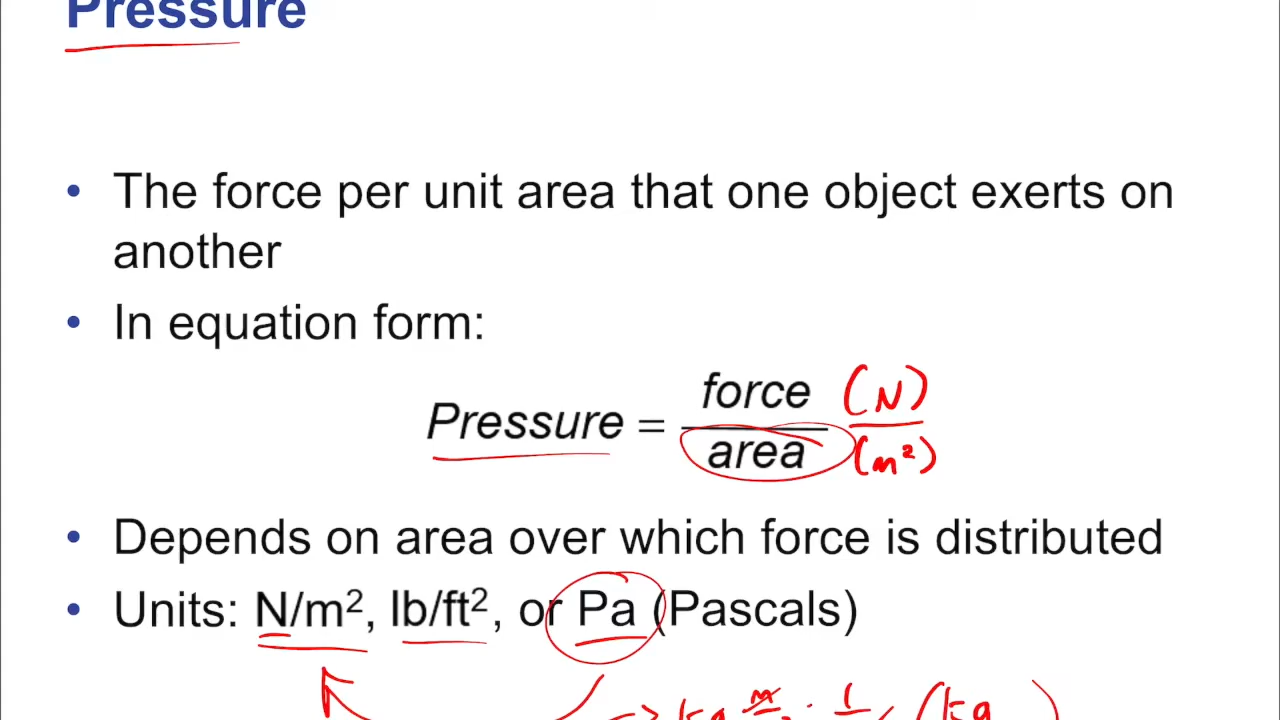 Pressure
• The force per unit area that one object exerts on
another
• In equation form:
Pressure = force / area (N) / (m²)
• Depends on area over which force is distributed
• Units: N/m², lb/ft², or Pa (Pascals)